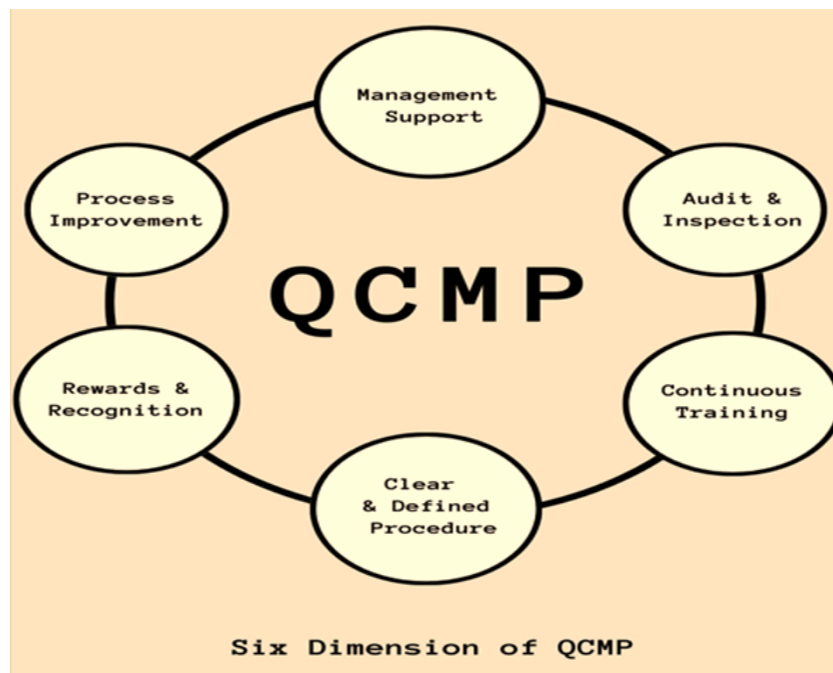 Management
Support
Process
Improvement
Audit &
Inspection
QCMP
Rewards &
Recognition
Continuous
Training
Clear
& Defined
Procedure
Six Dimension of QCMP